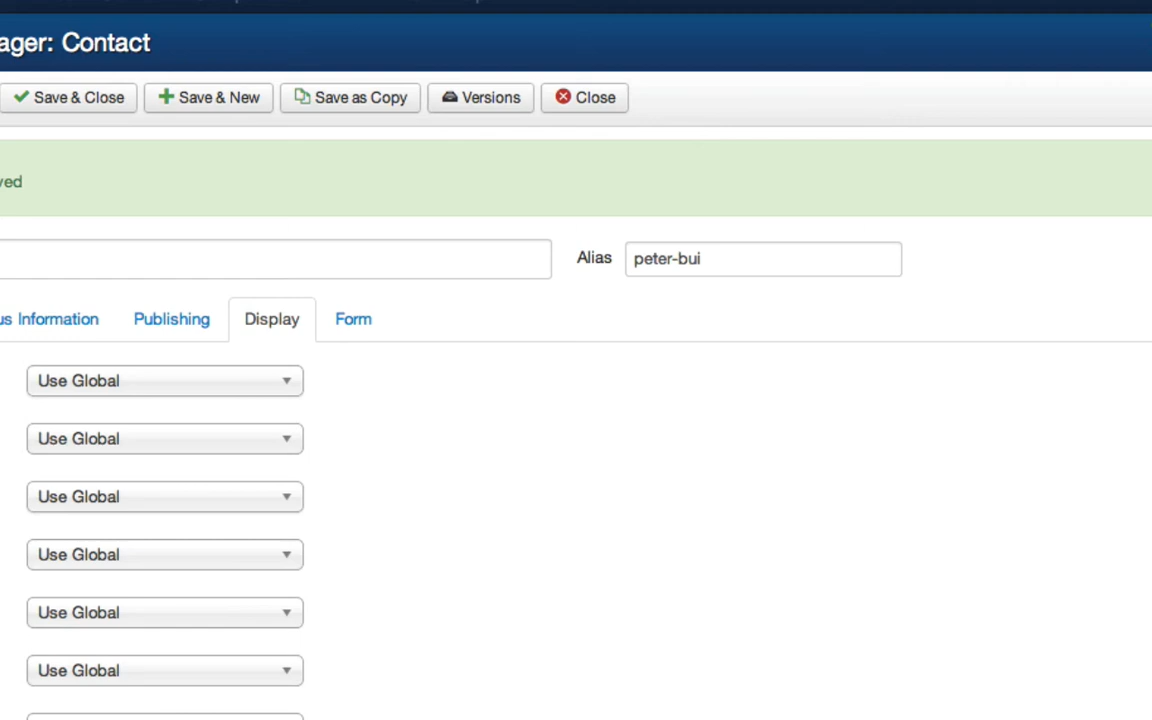 ager: Contact
Save & Close Save & New Save as Copy Versions Close
ved
Alias peter-bui
us Information Publishing Display Form
Use Global
Use Global
Use Global
Use Global
Use Global
Use Global